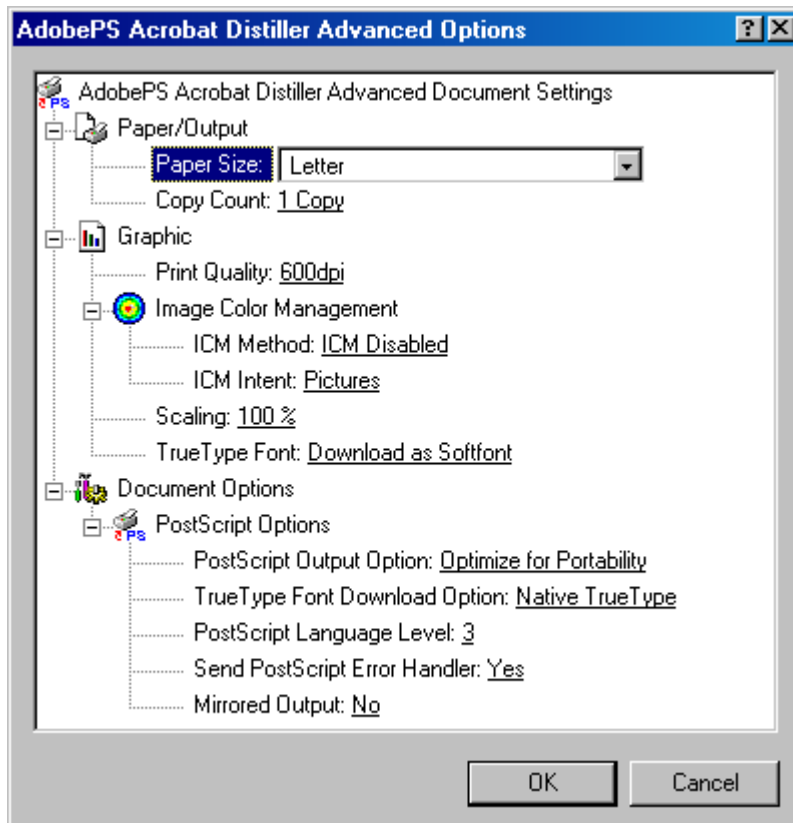 AdobePS Acrobat Distiller Advanced Options
AdobePS Acrobat Distiller Advanced Document Settings
Paper/Output
Paper Size: Letter
Copy Count: 1 Copy
Graphic
Print Quality: 600dpi
Image Color Management
ICM Method: ICM Disabled
ICM Intent: Pictures
Scaling: 100 %
TrueType Font: Download as Softfont
Document Options
PostScript Options
PostScript Output Option: Optimize for Portability
TrueType Font Download Option: Native TrueType
PostScript Language Level: 3
Send PostScript Error Handler: Yes
Mirrored Output: No
OK Cancel